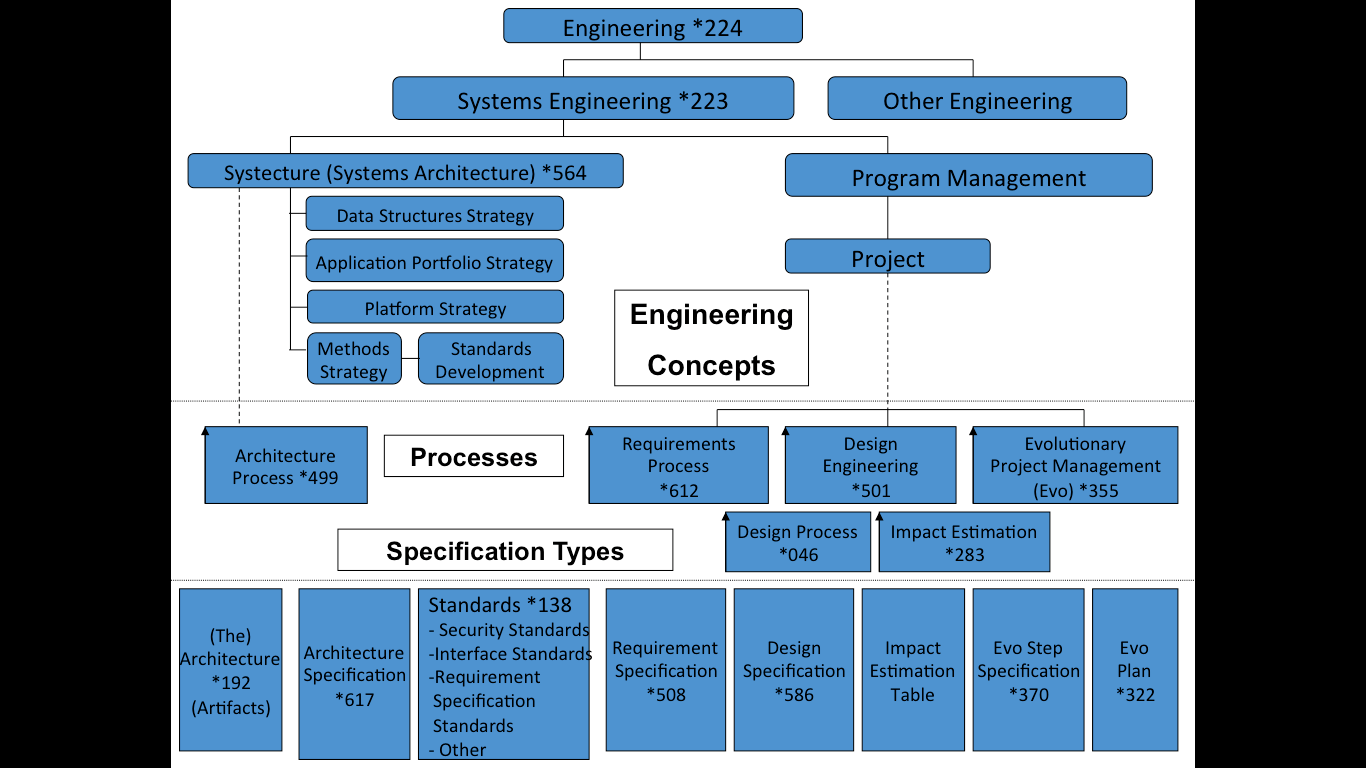 Engineering *224
Systems Engineering *223
Other Engineering
Systecture (Systems Architecture) *564
Program Management
Data Structures Strategy
Application Portfolio Strategy
Platform Strategy
Methods
Strategy
Standards
Development
Project
Engineering
Concepts
Architecture
Process *499
Processes
Requirements
Process
*612
Design
Engineering
*501
Evolutionary
Project Management
(Evo) *355
Design Process
*046
Impact Estimation
*283
Specification Types
(The)
Architecture
*192
(Artifacts)
Architecture
Specification
*617
Standards *138
- Security Standards
-Interface Standards
-Requirement
Specification
Standards
- Other
Requirement
Specification
*508
Design
Specification
*586
Impact
Estimation
Table
Evo Step
Specification
*370
Evo
Plan
*322